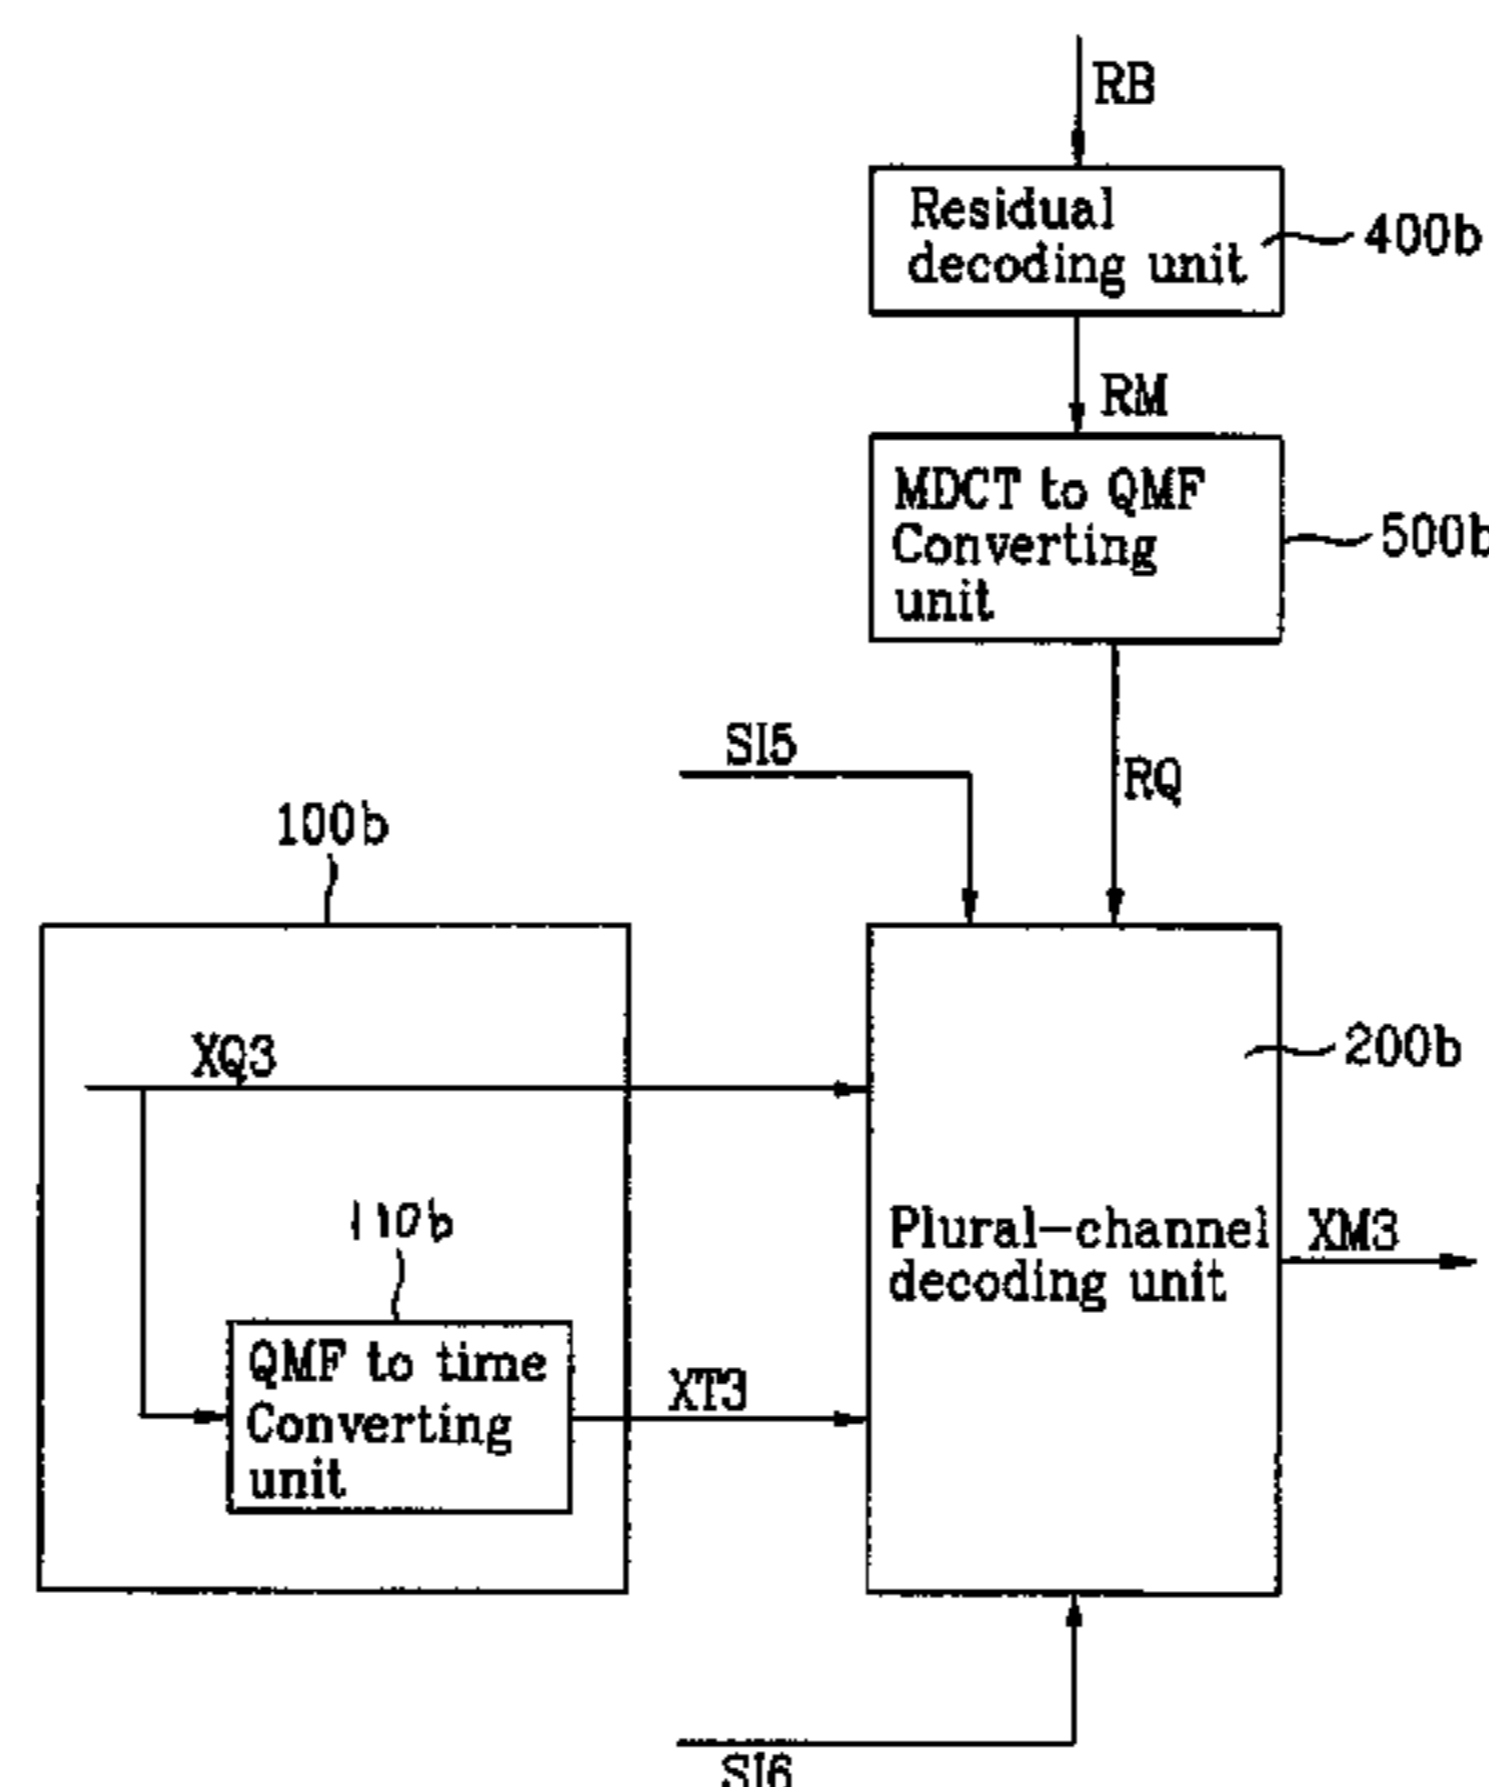 RB
Residual
decoding unit
400b
RM
MDCT to QMF
Converting
unit
500b
SI5
RQ
100b
XQ3
200b
110b
Plural-channel
decoding unit
XM3
QMF to time
Converting
unit
XT3
SI6